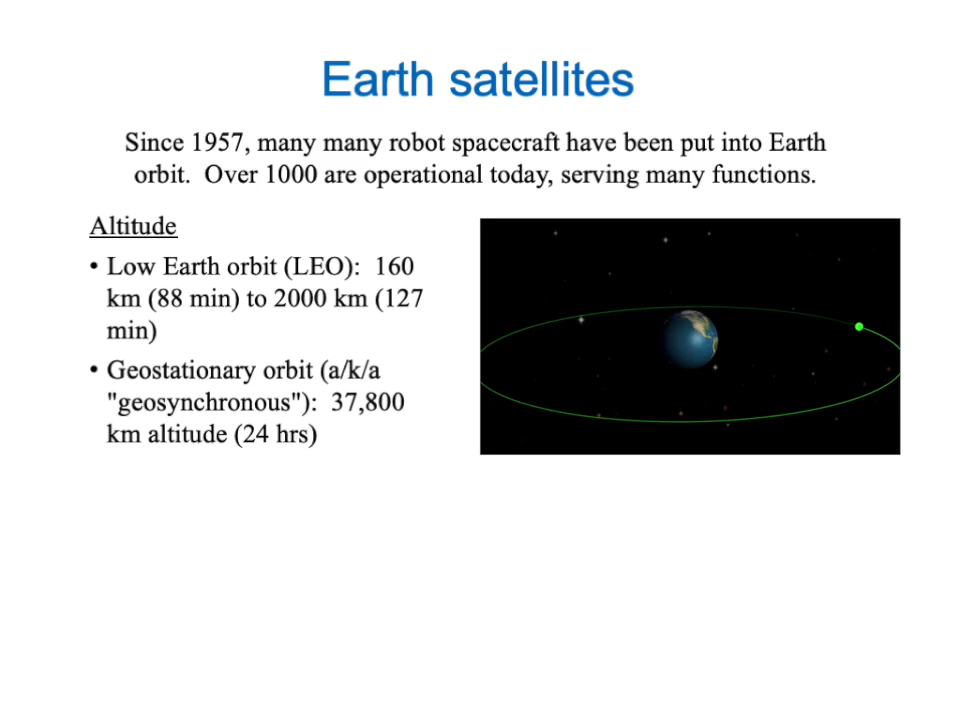 Earth satellites
Since 1957, many many robot spacecraft have been put into Earth
orbit.  Over 1000 are operational today, serving many functions.
Altitude
• Low Earth orbit (LEO):  160
km (88 min) to 2000 km (127
min)
• Geostationary orbit (a/k/a
"geosynchronous"):  37,800
km altitude (24 hrs)